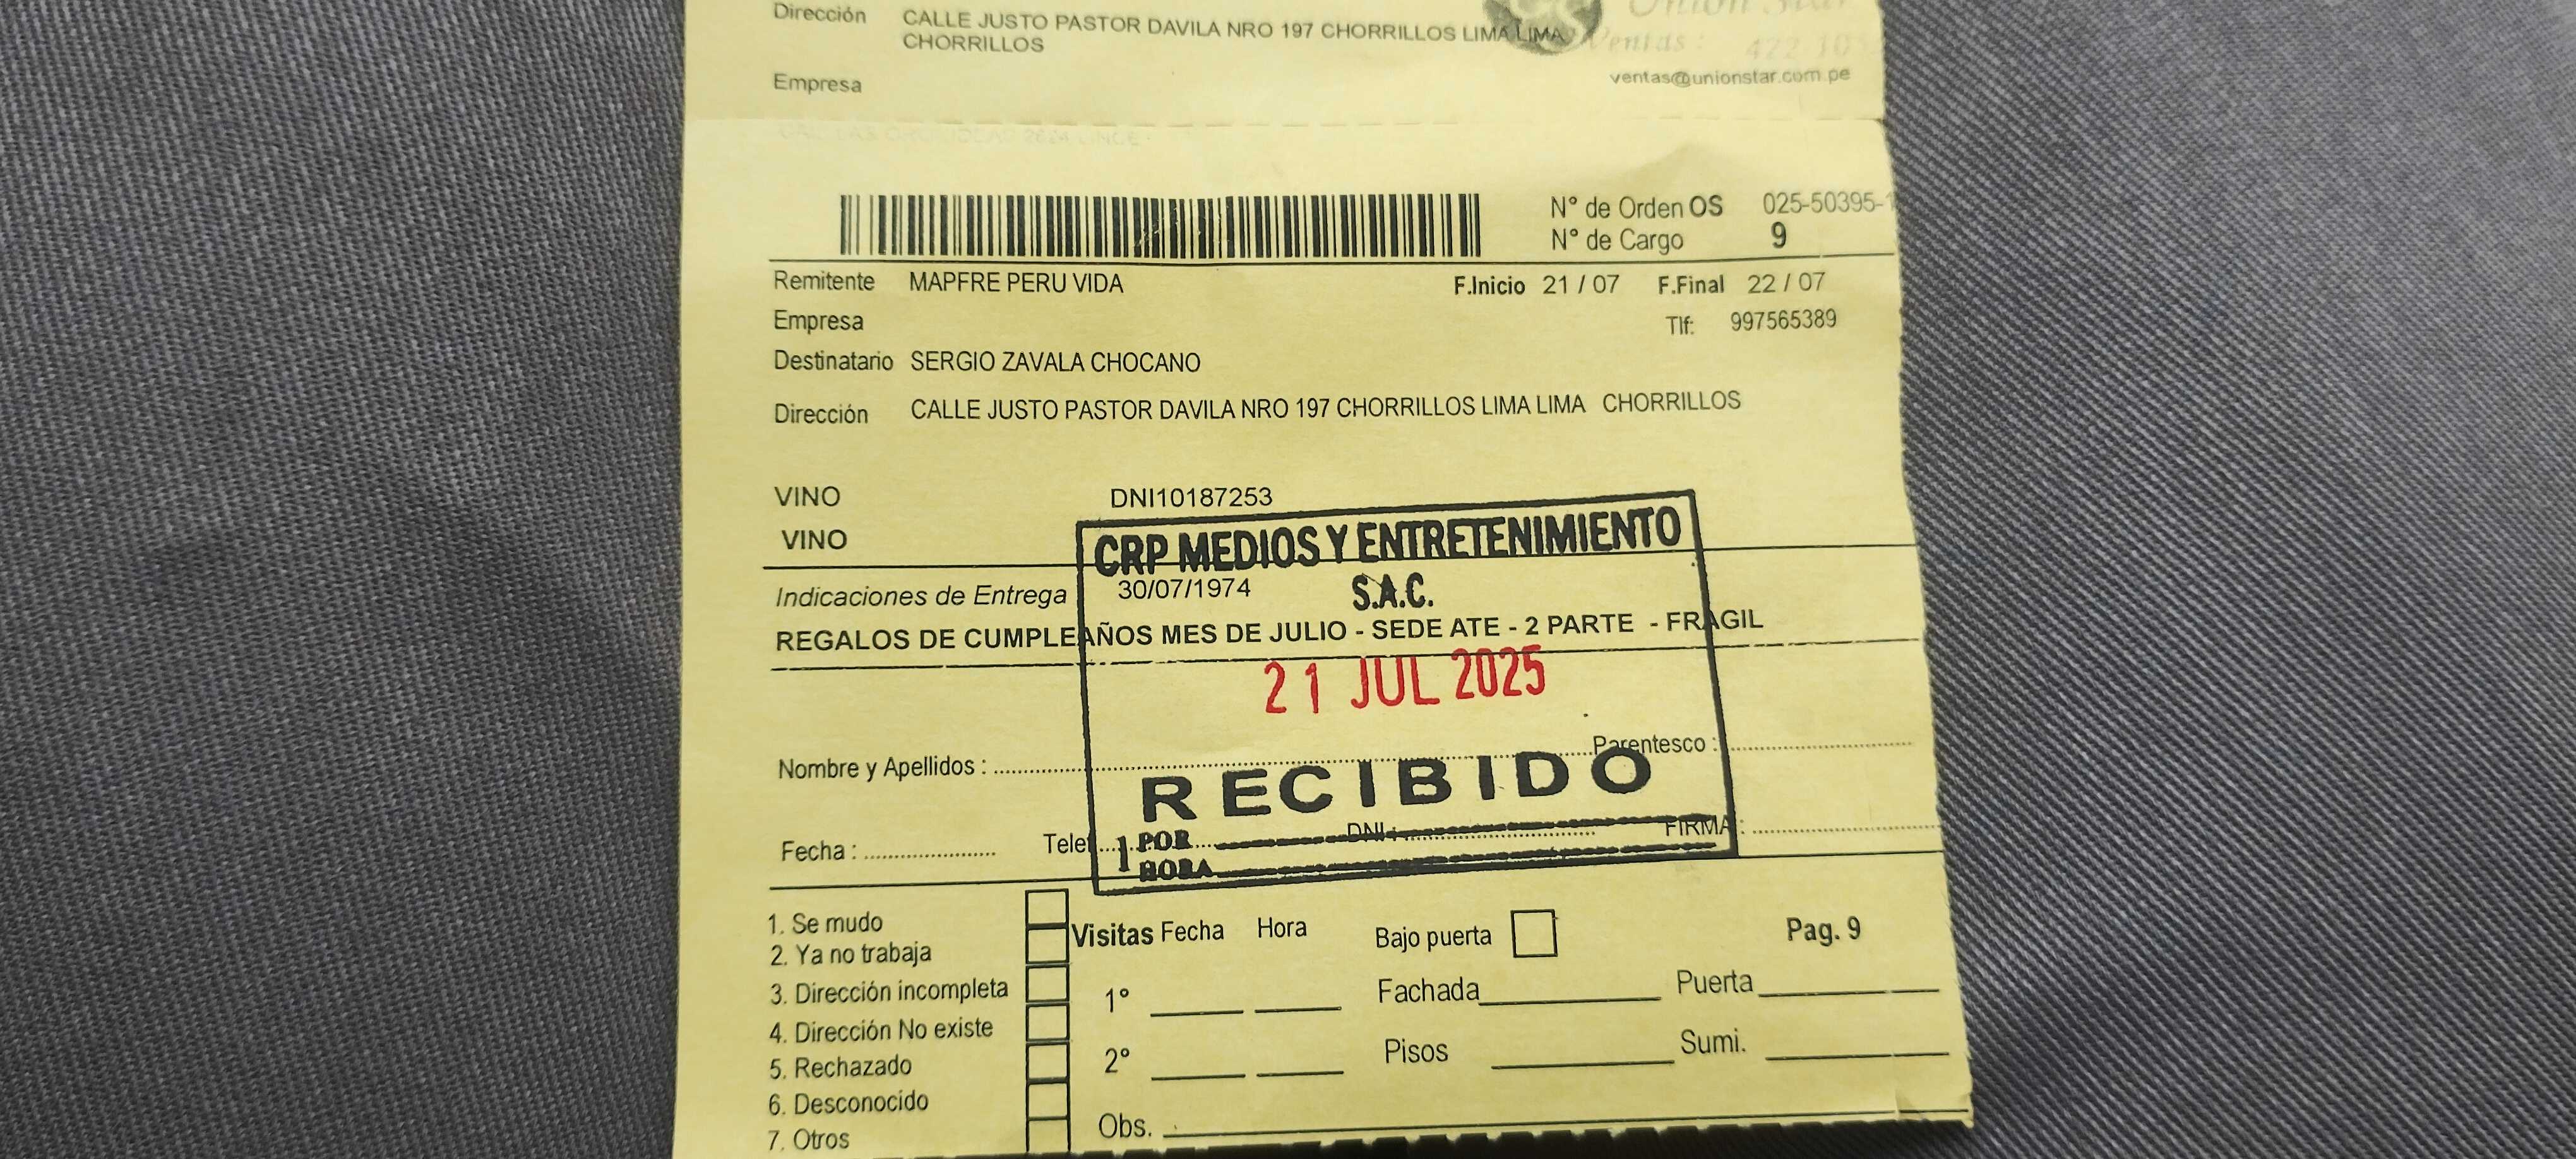 Dirección CALLE JUSTO PASTOR DAVILA NRO 197 CHORRILLOS LIMA LIMA
CHORRILLOS
Union Star
Ventas :
Empresa
ventas@unionstar.com.pe
N° de Orden OS 025-50395-1
N° de Cargo 9
Remitente MAPFRE PERU VIDA F.Inicio 21 / 07 F.Final 22 / 07
Empresa Tlf: 997565389
Destinatario SERGIO ZAVALA CHOCANO
Dirección CALLE JUSTO PASTOR DAVILA NRO 197 CHORRILLOS LIMA LIMA CHORRILLOS
VINO DNI10187253
VINO
CRP MEDIOS Y ENTRETENIMIENTO
S.A.C.
Indicaciones de Entrega 30/07/1974
REGALOS DE CUMPLEAÑOS MES DE JULIO - SEDE ATE - 2 PARTE - FRAGIL
21 JUL 2025
Nombre y Apellidos : Parentesco :
RECIBIDO
Fecha : Telef DNI : FIRMA :
1 POR
HORA
1. Se mudo
2. Ya no trabaja
3. Dirección incompleta
4. Dirección No existe
5. Rechazado
6. Desconocido
7. Otros
Visitas Fecha Hora Bajo puerta Pag. 9
1° Fachada Puerta
2° Pisos Sumi.
Obs.